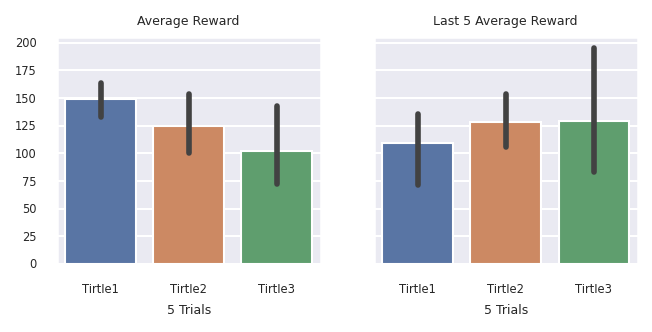 Average Reward
Last 5 Average Reward
200
175
150
125
100
75
50
25
0
Tirtle1 Tirtle2 Tirtle3
Tirtle1 Tirtle2 Tirtle3
5 Trials
5 Trials